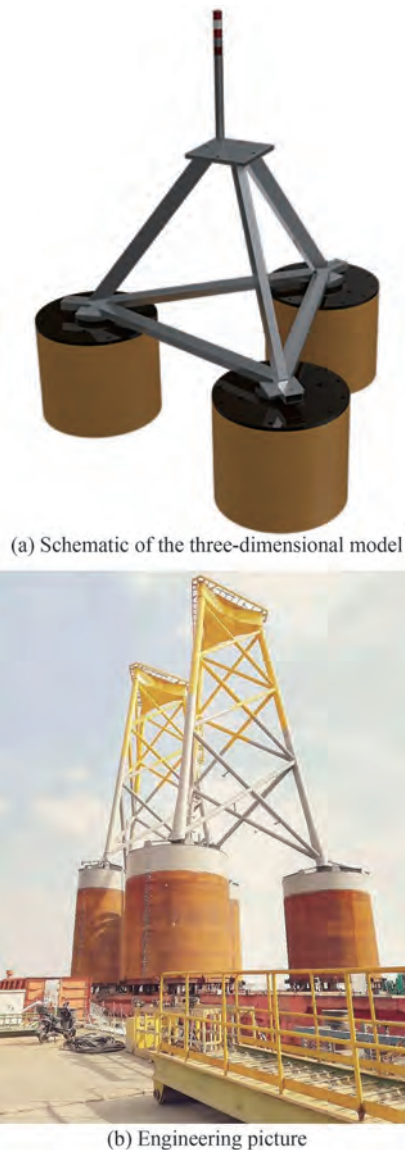 (a) Schematic of the three-dimensional model
(b) Engineering picture